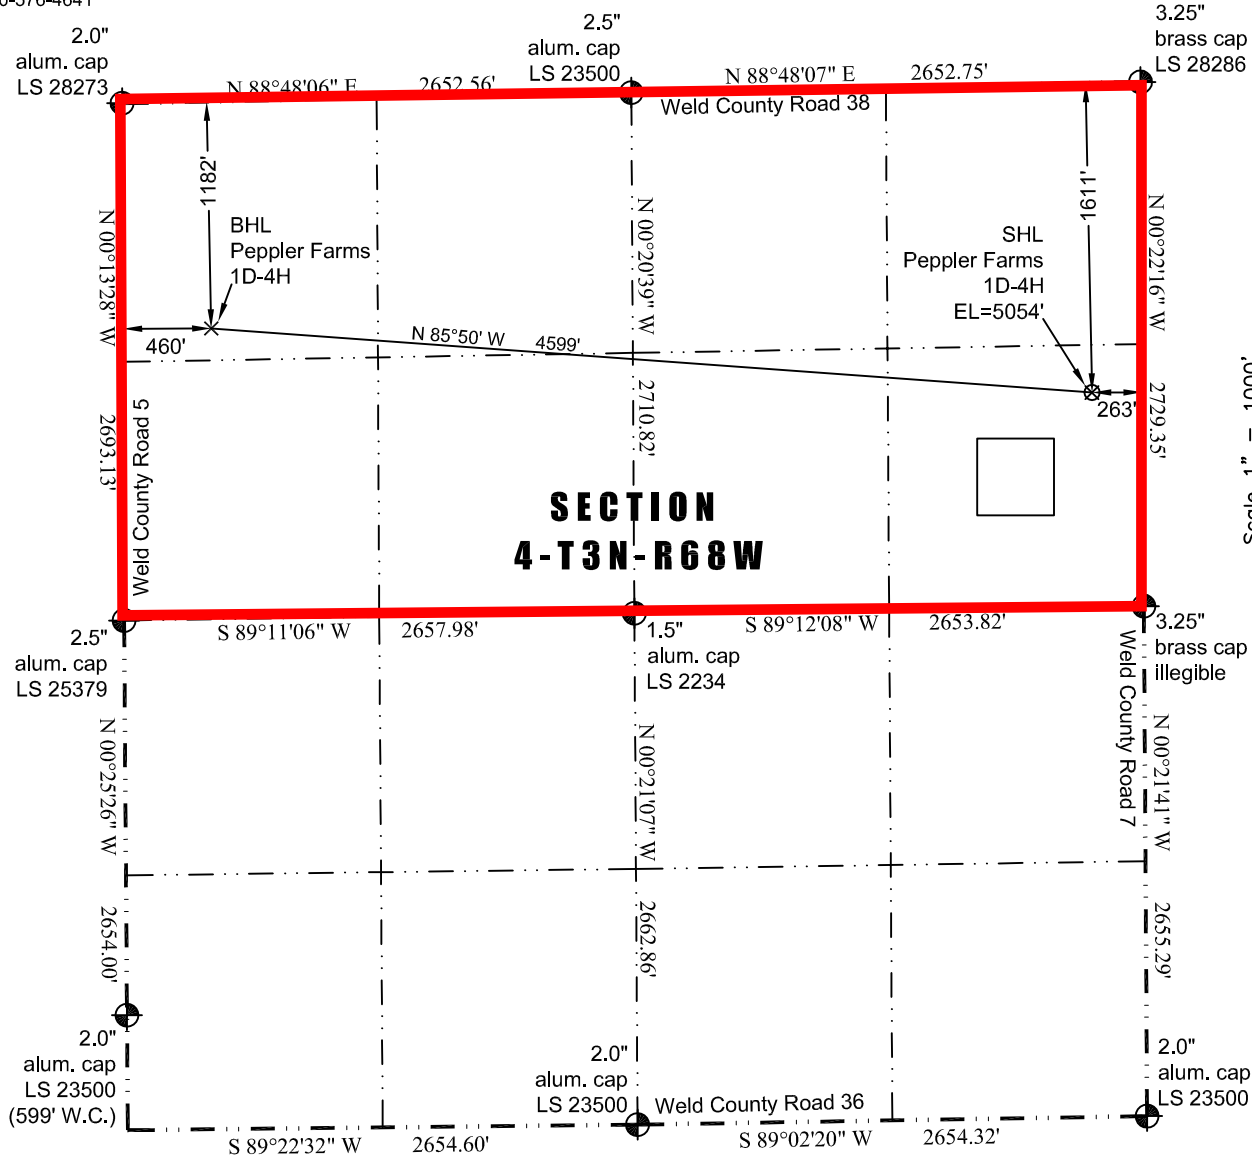 2.0"
alum. cap
LS 28273
2.5"
alum. cap
LS 23500
3.25"
brass cap
LS 28286
N 88°48'06" E 2652.56'
N 88°48'07" E 2652.75'
Weld County Road 38
1182'
1611'
N 00°13'28" W 2693.13'
BHL
Peppler Farms
1D-4H
N 00°20'39" W 2710.82'
SHL
Peppler Farms
1D-4H
EL=5054'
N 00°22'16" W 2729.35'
460'
N 85°50' W 4599'
263'
Weld County Road 5
SECTION
4-T3N-R68W
S 89°11'06" W 2657.98'
S 89°12'08" W 2653.82'
2.5"
alum. cap
LS 25379
1.5"
alum. cap
LS 2234
3.25"
brass cap
illegible
Weld County Road 7
N 00°25'26" W 2654.00'
N 00°21'07" W 2662.86'
N 00°21'41" W 2655.29'
2.0"
alum. cap
LS 23500
(599' W.C.)
2.0"
alum. cap
LS 23500
Weld County Road 36
2.0"
alum. cap
LS 23500
S 89°22'32" W 2654.60'
S 89°02'20" W 2654.32'